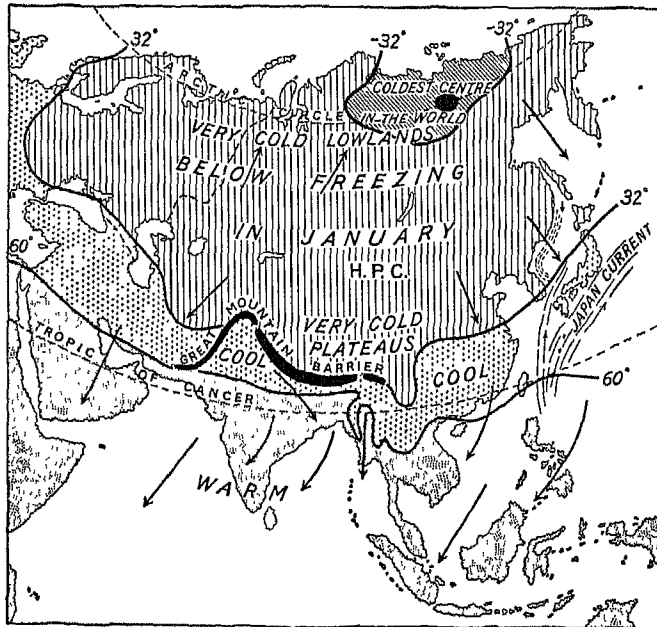 32°
-32°
-32°
ARCTIC CIRCLE
COLDEST CENTRE
IN THE WORLD
VERY COLD LOWLANDS
BELOW FREEZING
IN JANUARY
H.P.C.
32°
60°
JAPAN CURRENT
GREAT MOUNTAIN BARRIER
VERY COLD
PLATEAUS
COOL
COOL
60°
TROPIC OF CANCER
WARM